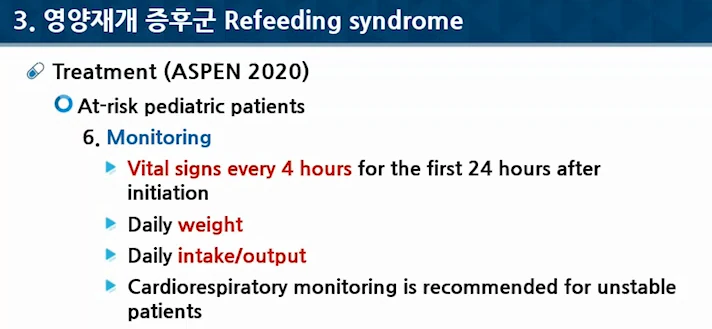 3. 영양재개 증후군 Refeeding syndrome
Treatment (ASPEN 2020)
At-risk pediatric patients
6. Monitoring
Vital signs every 4 hours for the first 24 hours after
initiation
Daily weight
Daily intake/output
Cardiorespiratory monitoring is recommended for unstable
patients